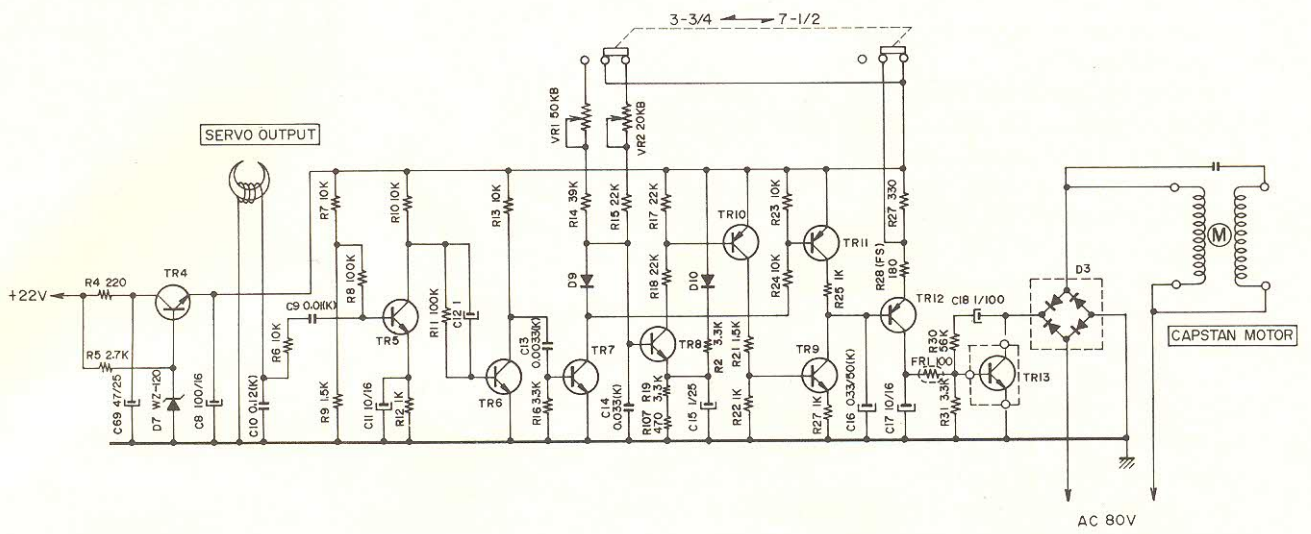 3-3/4 7-1/2
SERVO OUTPUT
VR1 50KB
VR2 20KB
R7 10K
R10 10K
R13 10K
R14 39K
R15 22K
R17 22K
TR10
R23 10K
TR11
R27 330
R28 (FS)
180
+22V
R4 220
TR4
R5 2.7K
C69 47/25
D7 WZ-120
C8 100/16
C10 0.12(K)
R6 10K
C9 0.01(K)
R8 100K
R9 1.5K
TR5
C11 10/16
R12 1K
R11 100K
C12 1
TR6
C13
0.0033(K)
R16 3.3K
D9
TR7
C14
0.033(K)
R18 22K
D10
TR8
R2 3.3K
R19
3.3K
R107
470
C15 1/25
R21 1.5K
R22 1K
R24 10K
R25 1K
TR9
R27 1K
C16 0.33/50(K)
TR12
C17 10/16
C18 1/100
R30
56K
FR1 100
R31 3.3K
TR13
D3
M
CAPSTAN MOTOR
AC 80V